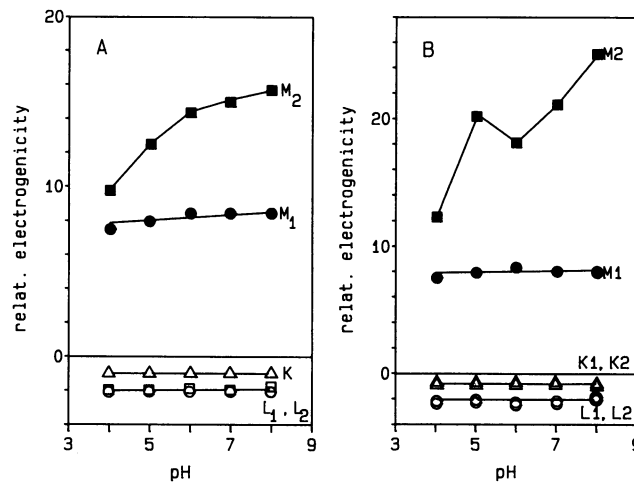 A
relat. electrogenicity
20
10
0
M2
M1
K
L1, L2
3 5 7 9
pH
B
relat. electrogenicity
20
10
0
M2
M1
K1, K2
L1, L2
3 5 7 9
pH